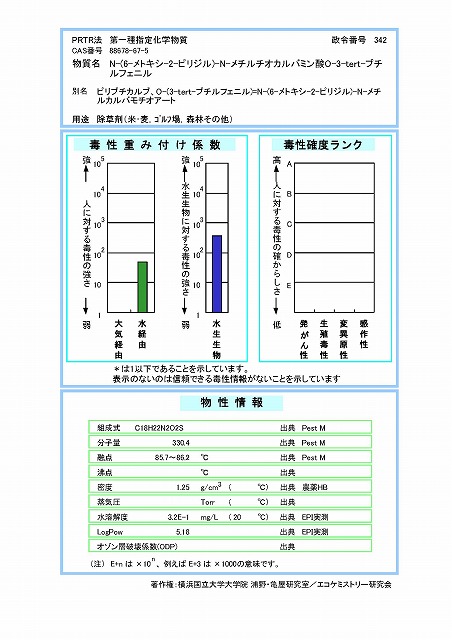 PRTR法 第一種指定化学物質 政令番号 342
CAS番号 88678-67-5
物質名 N-(6-メトキシ-2-ピリジル)-N-メチルチオカルバミン酸O-3-tert-ブチ
ルフェニル
別名 ピリブチカルブ、O-(3-tert-ブチルフェニル)=N-(6-メトキシ-2-ピリジル)-N-メチ
ルカルバモチオアート
用途 除草剤(米・麦，ゴルフ場，森林その他)
毒性重み付け係数
強
人に対する毒性の強さ
弱
10^5
10^4
10^3
10^2
10^1
1
大気経由
水経由
強
水生生物に対する毒性の強さ
弱
10^5
10^4
10^3
10^2
10^1
1
水生生物
毒性確度ランク
高
人に対する毒性の確からしさ
低
A
B
C
D
E
発がん性
生殖毒性
変異原性
感作性
＊は1以下であることを示しています。
表示のないのは信頼できる毒性情報がないことを示しています
物性情報
組成式 C18H22N2O2S 出典 Pest M
分子量 330.4 出典 Pest M
融点 85.7～86.2 ℃ 出典 Pest M
沸点 ℃ 出典
密度 1.25 g/cm^3 ( ℃) 出典 農薬HB
蒸気圧 Torr ( ℃) 出典
水溶解度 3.2E-1 mg/L (20 ℃) 出典 EPI実測
LogPow 5.18 出典 EPI実測
オゾン層破壊係数(ODP) 出典
(注) E+n は ×10^n、例えば E+3 は ×1000の意味です。
著作権：横浜国立大学大学院 浦野・亀屋研究室／エコケミストリー研究会